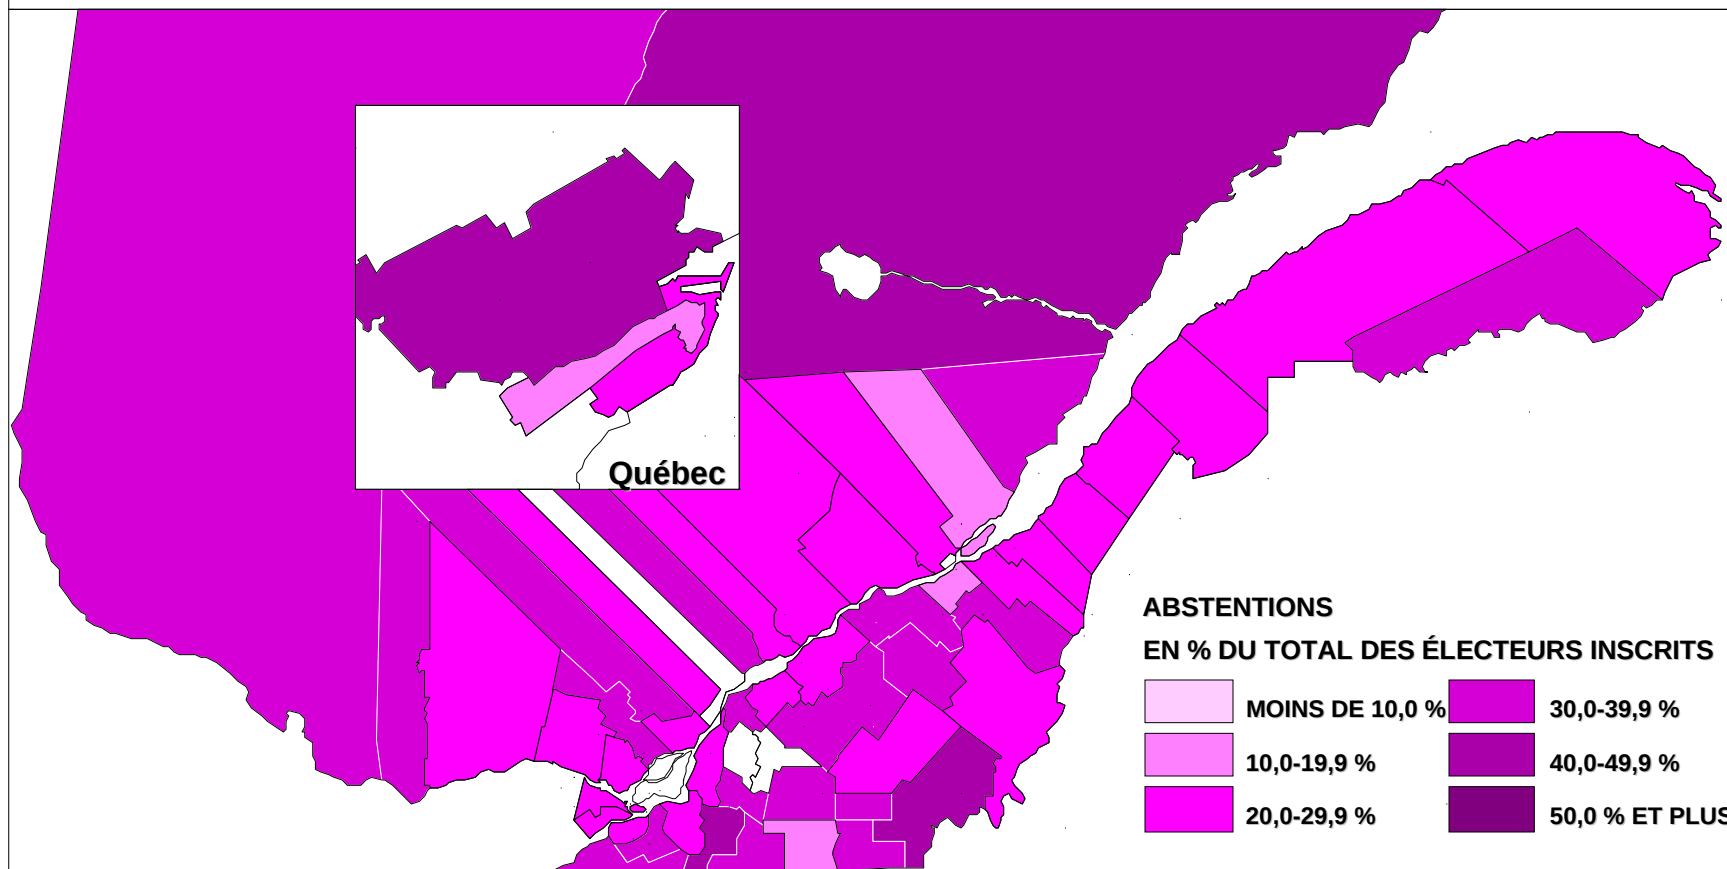 Québec
ABSTENTIONS
EN % DU TOTAL DES ÉLECTEURS INSCRITS
MOINS DE 10,0 %
10,0-19,9 %
20,0-29,9 %
30,0-39,9 %
40,0-49,9 %
50,0 % ET PLUS